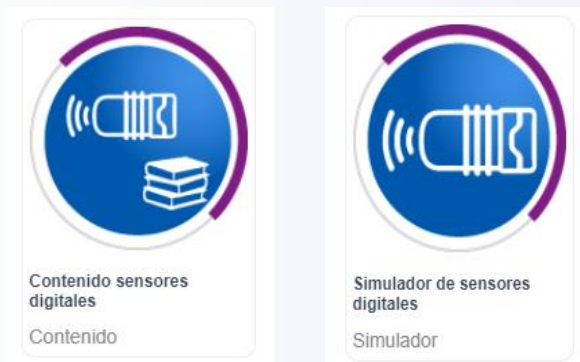 Contenido sensores
digitales
Contenido
Simulador de sensores
digitales
Simulador